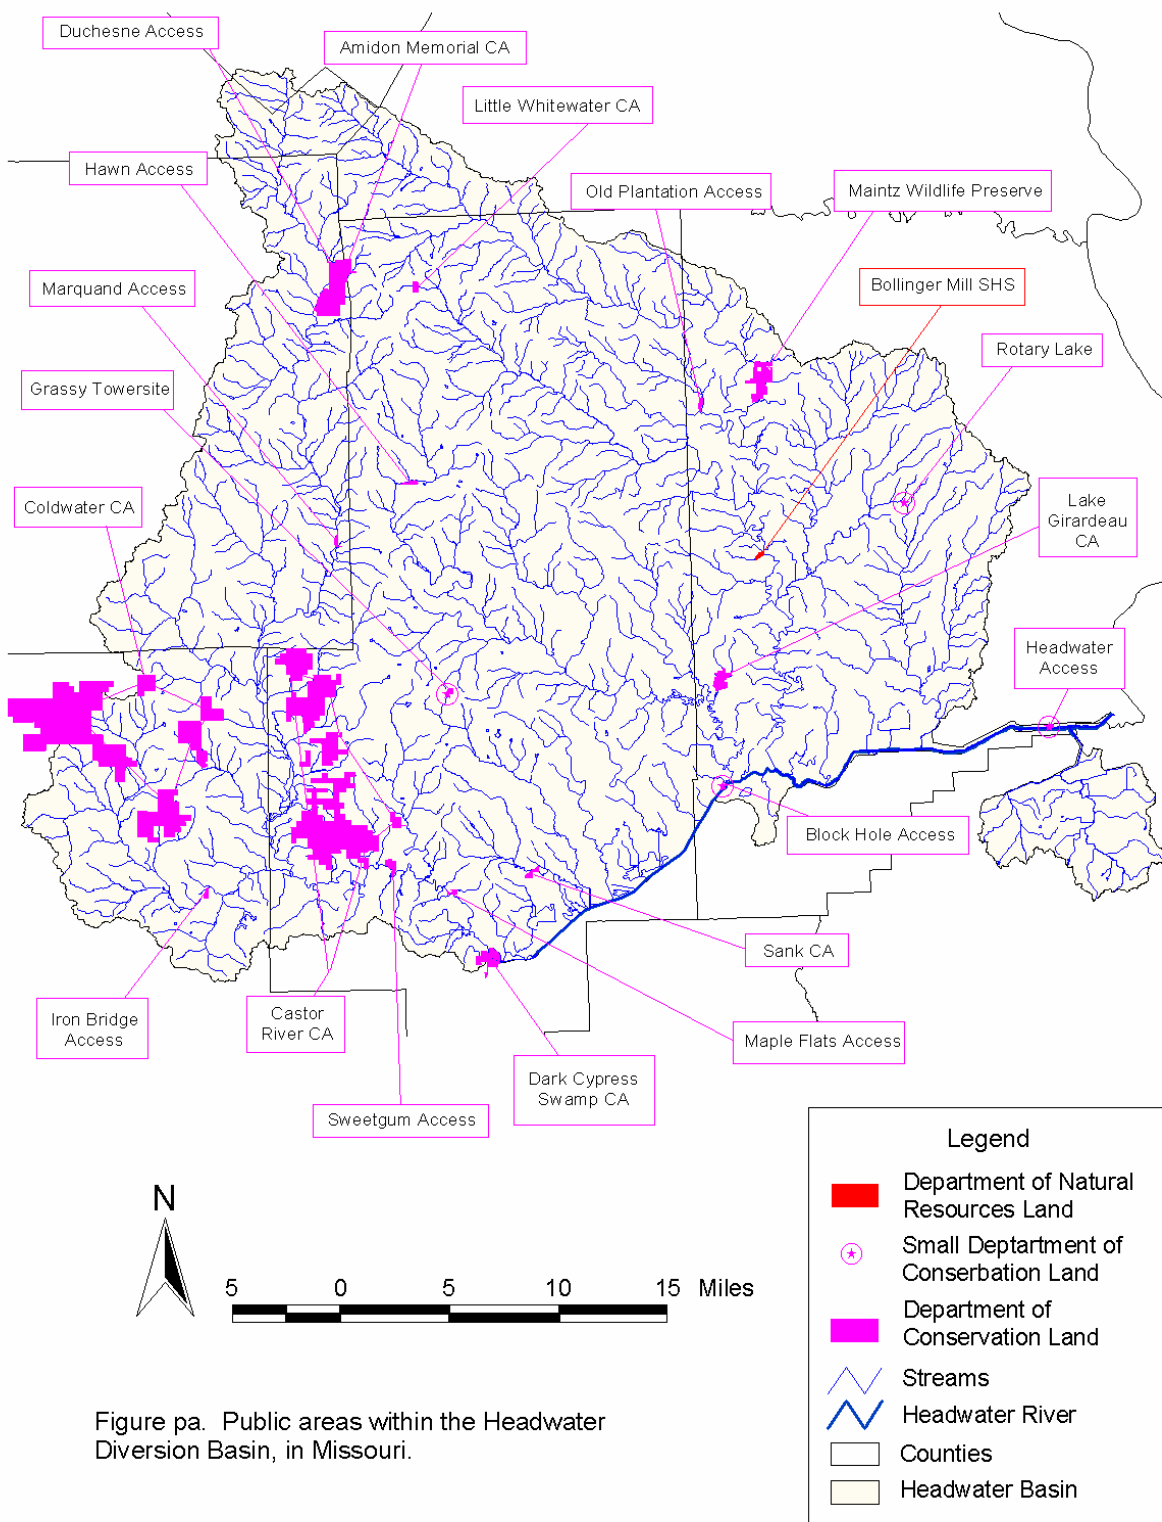 Duchesne Access
Amidon Memorial CA
Little Whitewater CA
Hawn Access
Old Plantation Access
Maintz Wildlife Preserve
Marquand Access
Bollinger Mill SHS
Rotary Lake
Grassy Towersite
Coldwater CA
Lake
Girardeau
CA
Headwater
Access
Block Hole Access
Sank CA
Iron Bridge
Access
Castor
River CA
Maple Flats Access
Dark Cypress
Swamp CA
Sweetgum Access
Legend
Department of Natural
Resources Land
Small Deptartment of
Conserbation Land
Department of
Conservation Land
Streams
Headwater River
Counties
Headwater Basin
N
5 0 5 10 15 Miles
Figure pa. Public areas within the Headwater
Diversion Basin, in Missouri.